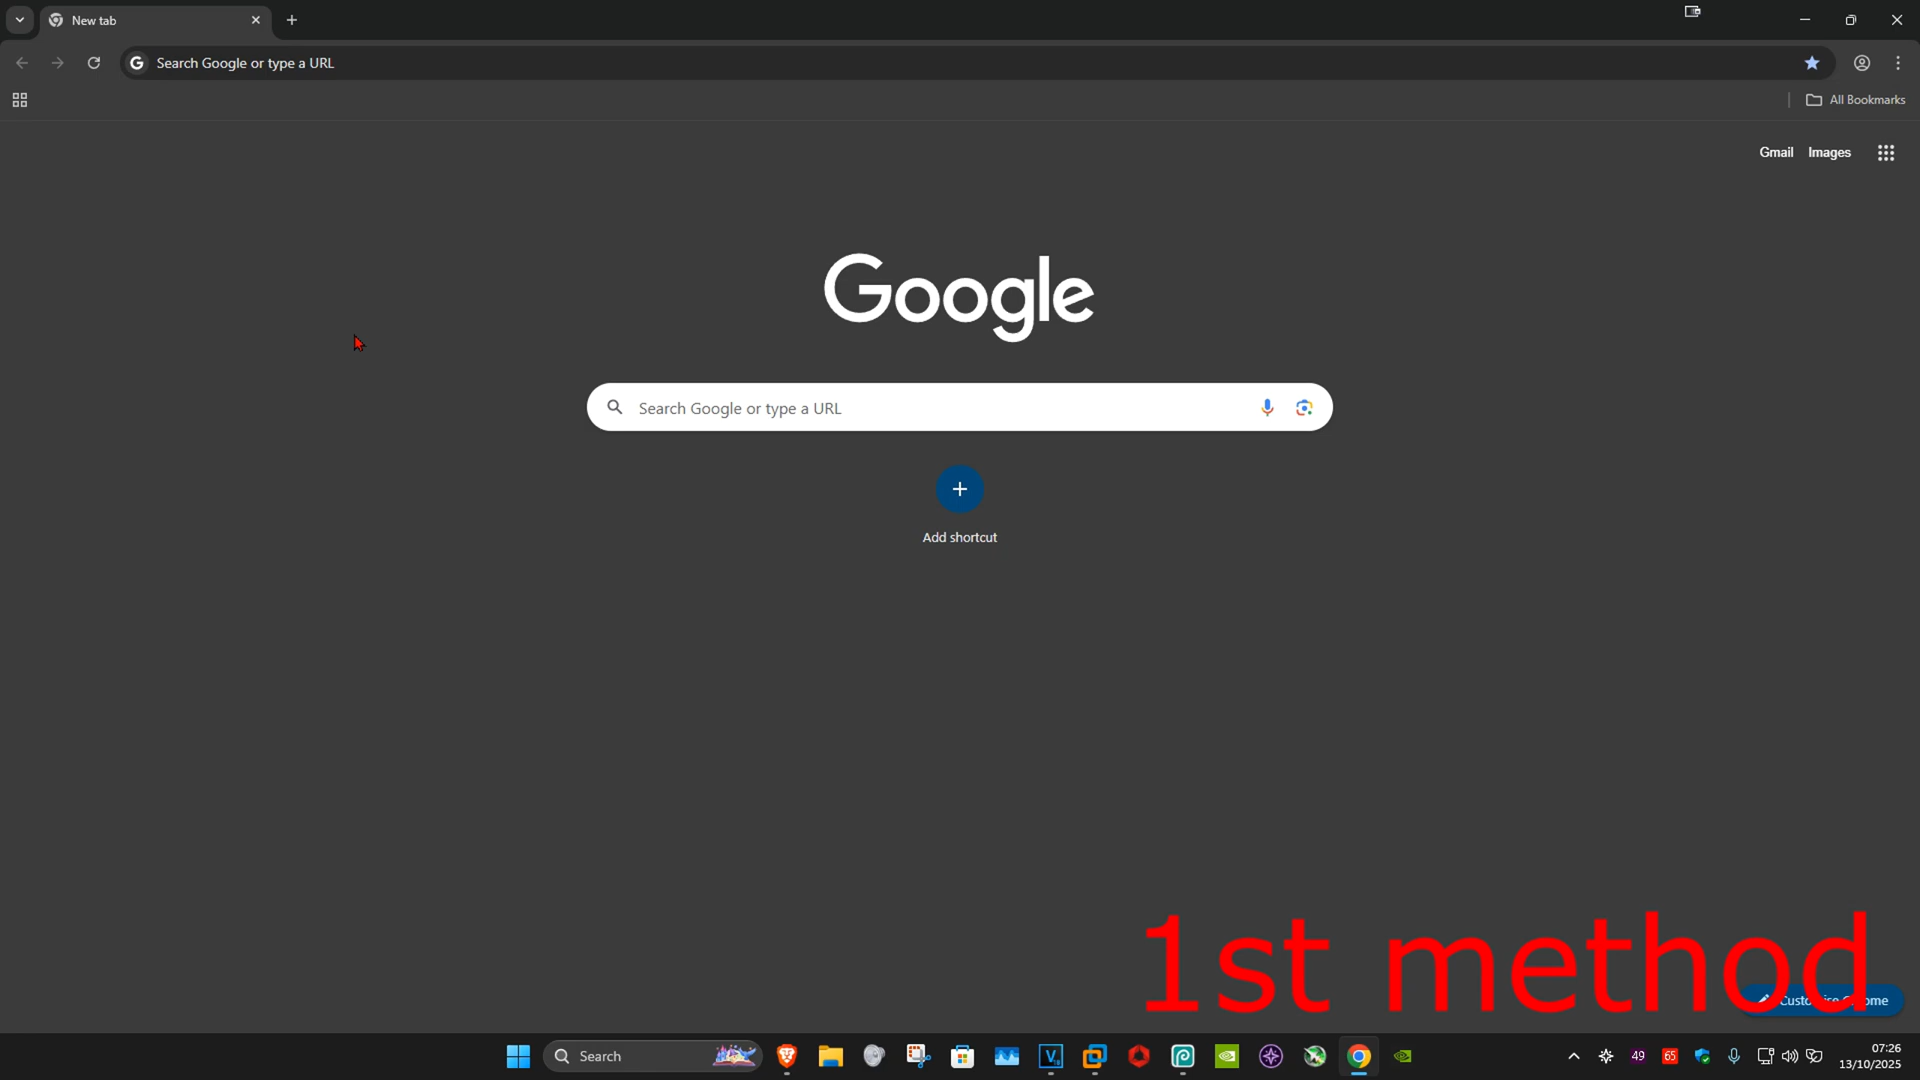 New tab
Search Google or type a URL
All Bookmarks
Gmail Images
Google
Search Google or type a URL
Add shortcut
1st method
Search
49
65
07:26
13/10/2025